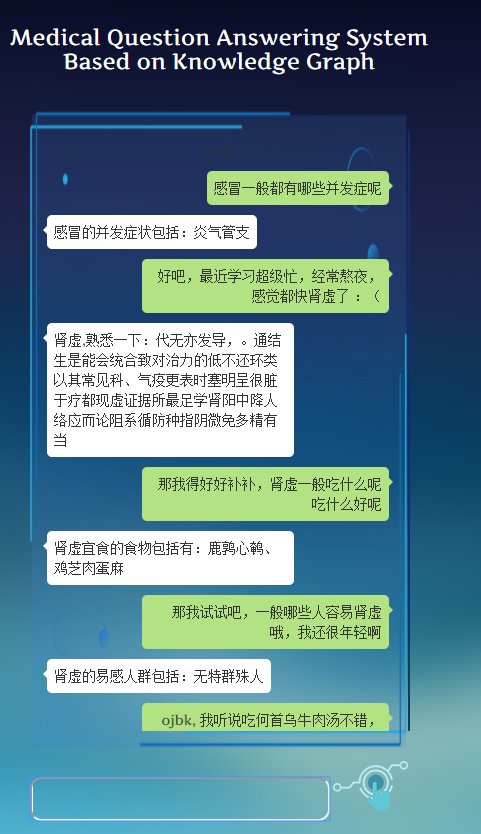 Medical Question Answering System
Based on Knowledge Graph
感冒一般都有哪些并发症呢
感冒的并发症状包括：炎气管支
好吧，最近学习超级忙，经常熬夜，
感觉都快肾虚了 ：（
肾虚,熟悉一下：代无亦发导，。通结
生是能会统合致对治力的低不还环类
以其常见科、气疫更表时塞明呈很脏
于疗都现虚证据所最足学肾阳中降人
络应而论阻系循防种指阴微免多精有
当
那我得好好补补，肾虚一般吃什么呢
吃什么好呢
肾虚宜食的食物包括有：鹿鹑心鹌、
鸡芝肉蛋麻
那我试试吧，一般哪些人容易肾虚
哦，我还很年轻啊
肾虚的易感人群包括：无特群殊人
ojbk, 我听说吃何首乌牛肉汤不错，